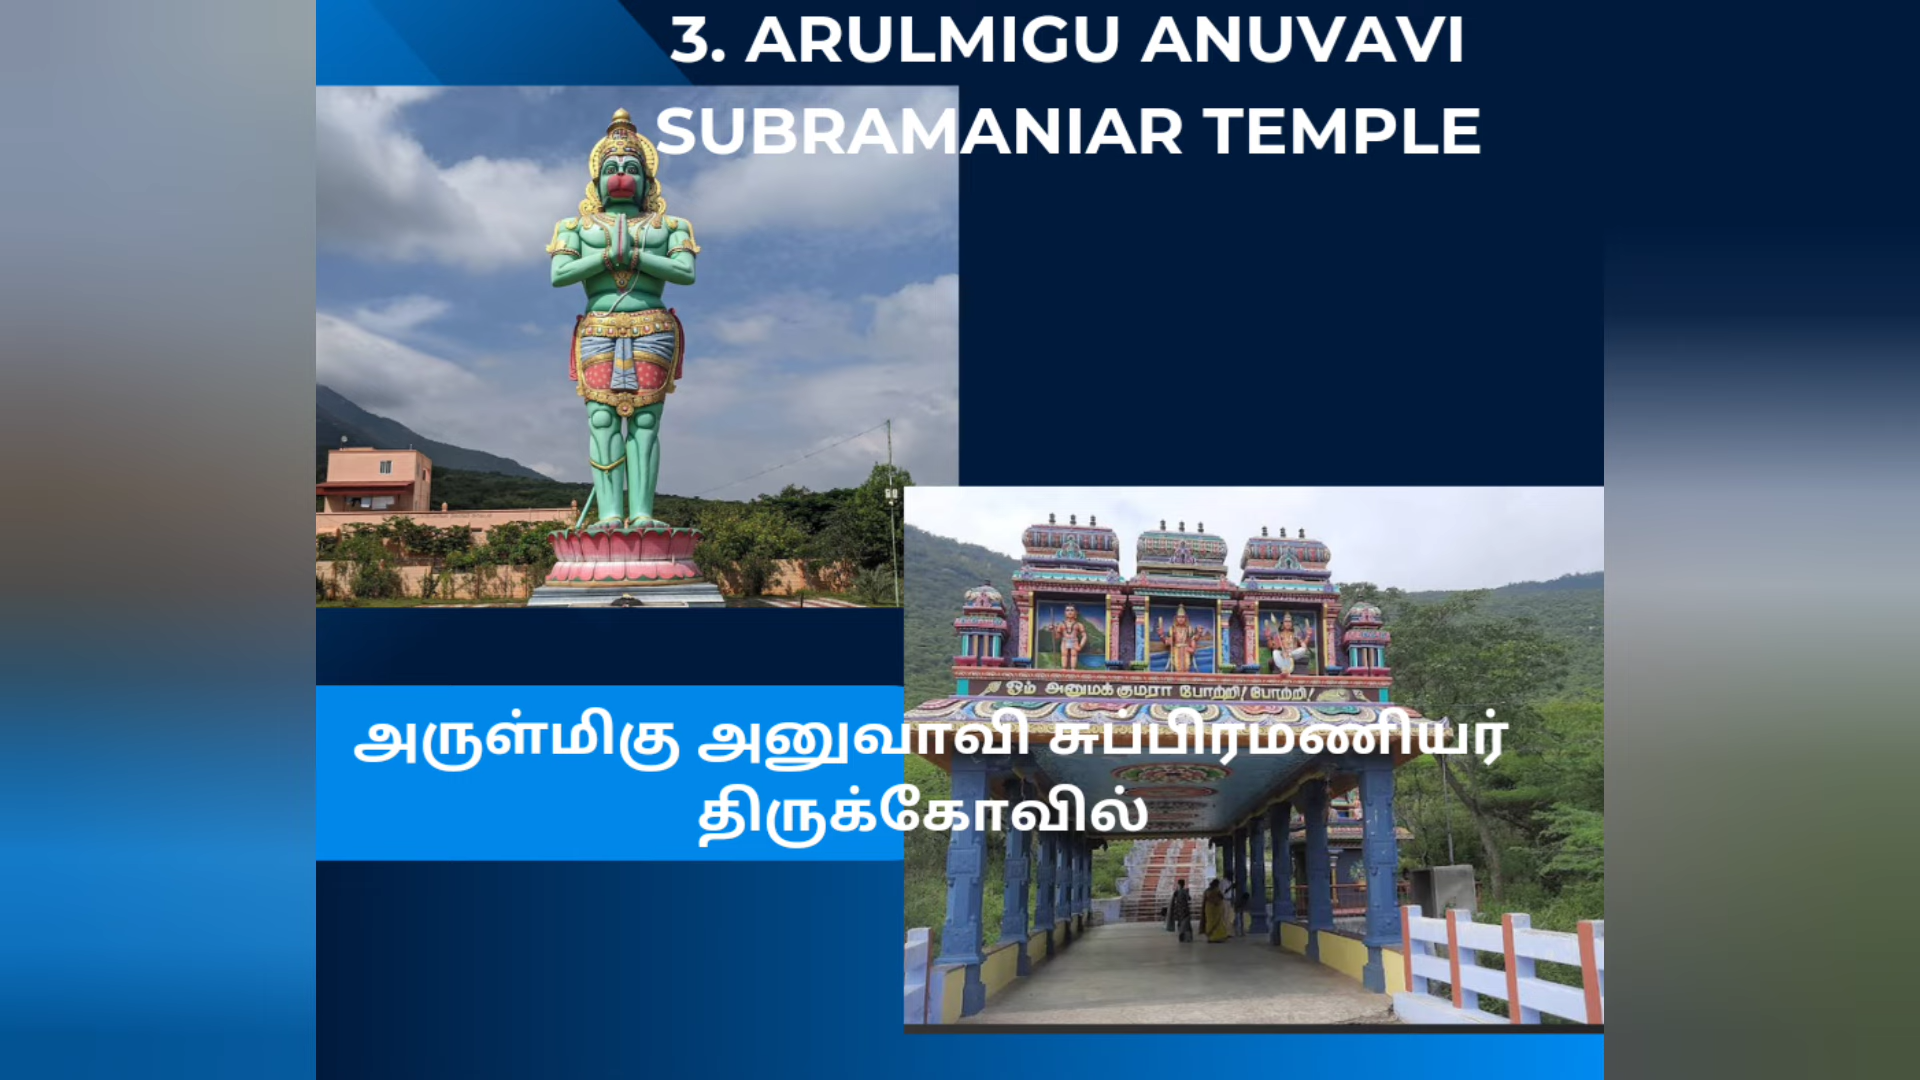 3. ARULMIGU ANUVAVI
SUBRAMANIAR TEMPLE
ஓம் அனுமக்குமரா போற்றி! போற்றி!
அருள்மிகு அனுவாவி சுப்பிரமணியர்
திருக்கோவில்